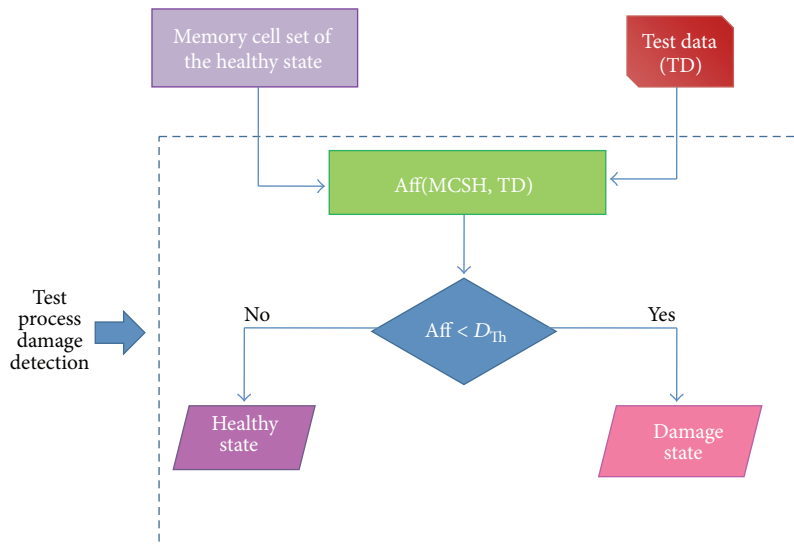 Memory cell set of
the healthy state
Test data
(TD)
Aff(MCSH, TD)
Test
process
damage
detection
No
Aff < D_Th
Yes
Healthy
state
Damage
state